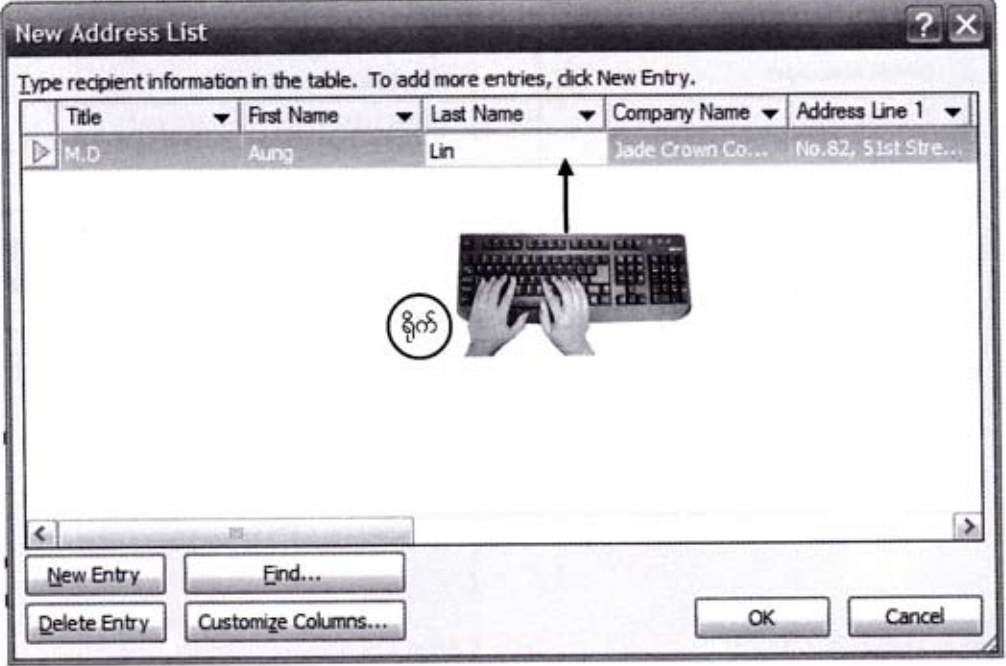 New Address List
Type recipient information in the table. To add more entries, click New Entry.
Title First Name Last Name Company Name Address Line 1
M.D Aung Lin Jade Crown Co... No.82, 51st Stre...
ရိုက်
New Entry Find...
Delete Entry Customize Columns... OK Cancel